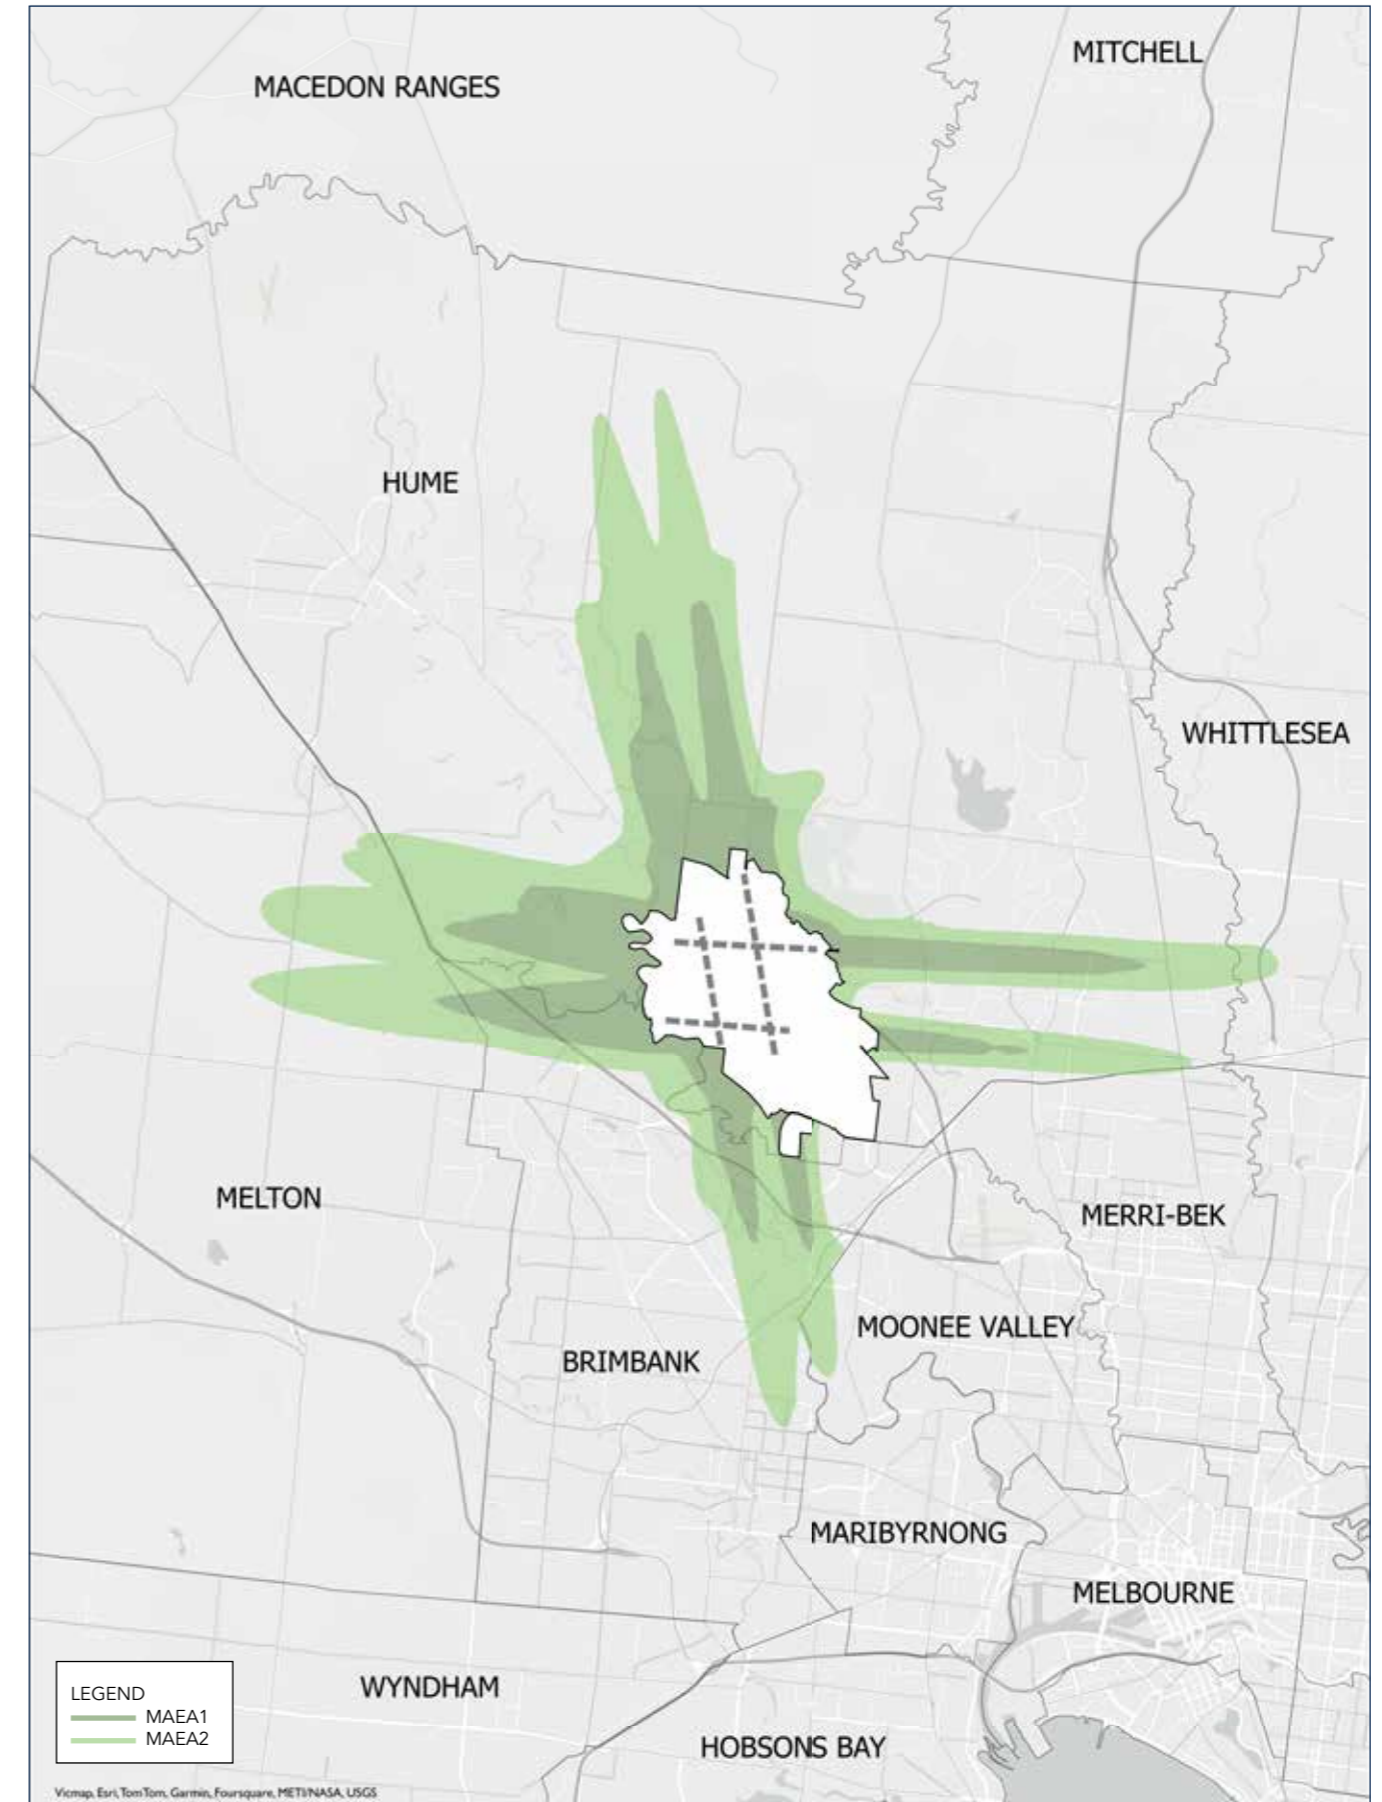 MITCHELL
MACEDON RANGES
HUME
WHITTLESEA
MELTON
MERRI-BEK
MOONEE VALLEY
BRIMBANK
MARIBYRNONG
MELBOURNE
WYNDHAM
HOBSONS BAY
LEGEND
MAEA1
MAEA2
Vicmap, Esri, TomTom, Garmin, Foursquare, METI/NASA, USGS